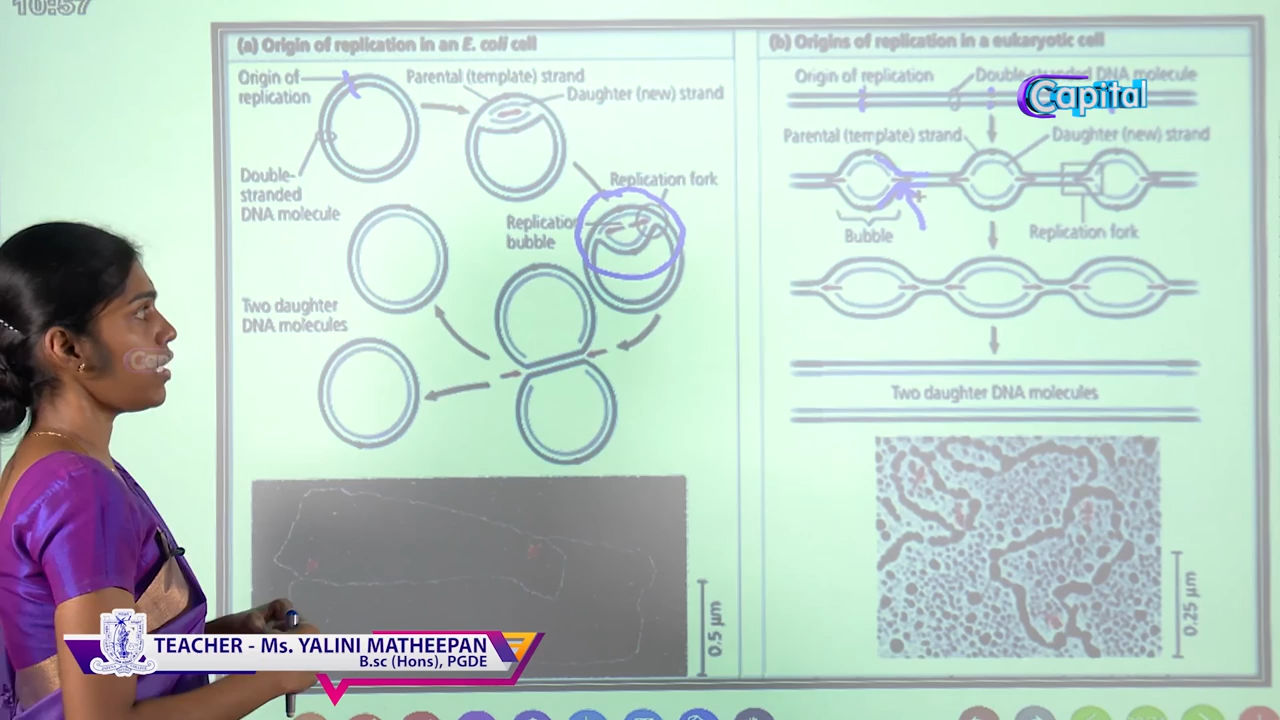 10:57
(a) Origin of replication in an E. coli cell
Origin of
replication
Parental (template) strand
Daughter (new) strand
Double-
stranded
DNA molecule
Replication fork
Replication
bubble
Two daughter
DNA molecules
0.5 µm
(b) Origins of replication in a eukaryotic cell
Origin of replication
Double-stranded DNA molecule
Parental (template) strand
Daughter (new) strand
Bubble
Replication fork
Two daughter DNA molecules
0.25 µm
Capital
TEACHER - Ms. YALINI MATHEEPAN
B.sc (Hons), PGDE